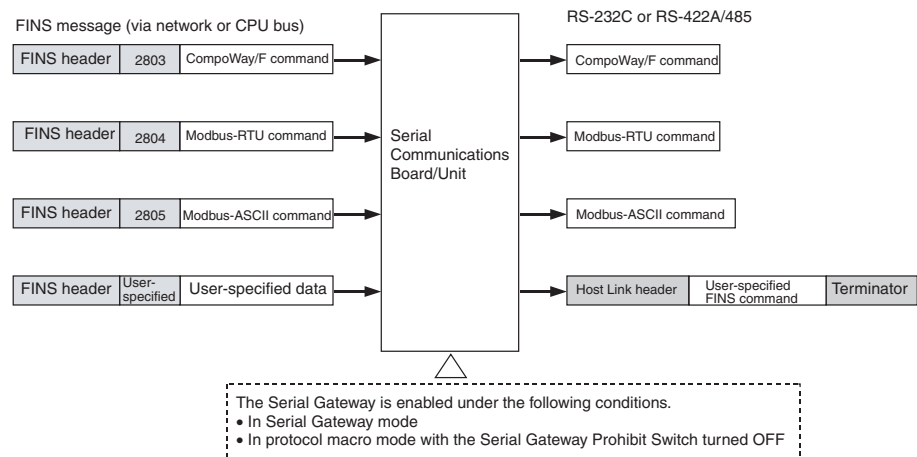 FINS message (via network or CPU bus)
RS-232C or RS-422A/485
FINS header 2803 CompoWay/F command
CompoWay/F command
FINS header 2804 Modbus-RTU command
Serial
Communications
Board/Unit
Modbus-RTU command
FINS header 2805 Modbus-ASCII command
Modbus-ASCII command
FINS header User-
specified User-specified data
Host Link header User-specified
FINS command Terminator
The Serial Gateway is enabled under the following conditions.
• In Serial Gateway mode
• In protocol macro mode with the Serial Gateway Prohibit Switch turned OFF